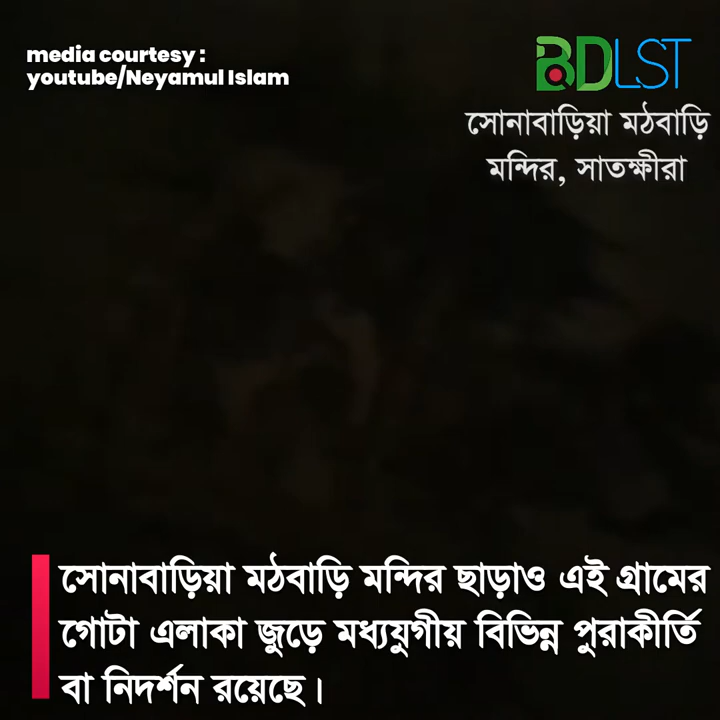 media courtesy :
youtube/Neyamul Islam
BDLST
সোনাবাড়িয়া মঠবাড়ি
মন্দির, সাতক্ষীরা
সোনাবাড়িয়া মঠবাড়ি মন্দির ছাড়াও এই গ্রামের
গোটা এলাকা জুড়ে মধ্যযুগীয় বিভিন্ন পুরাকীর্তি
বা নিদর্শন রয়েছে।